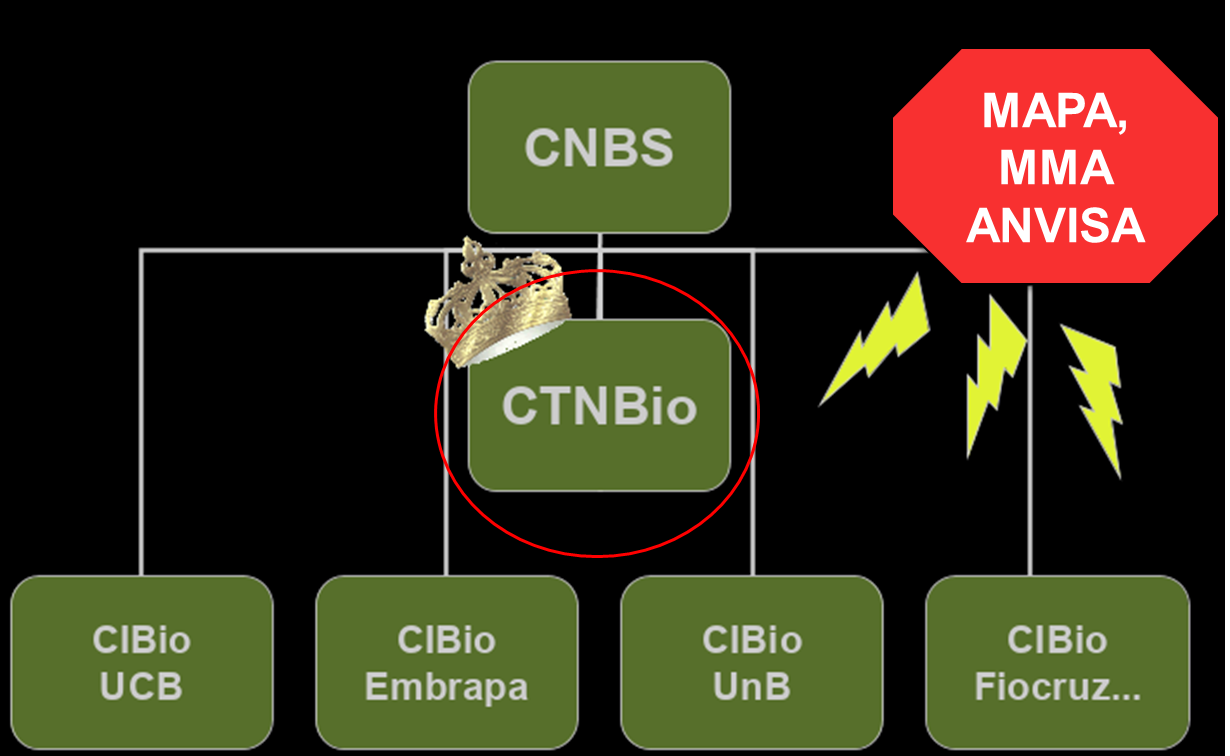 CNBS
MAPA,
MMA
ANVISA
CTNBio
CIBio
UCB
CIBio
Embrapa
CIBio
UnB
CIBio
Fiocruz...